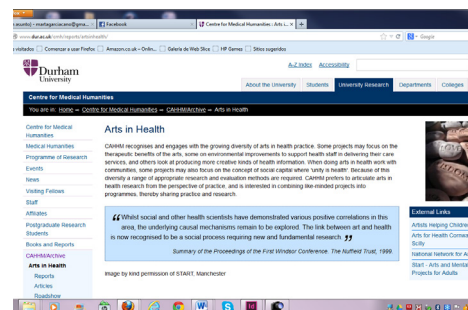 Facebook
Centre for Medical Humanities : Arts i...
www.dur.ac.uk/cmh/reports/artsinhealth/
Google
visitados Comenzar a usar Firefox Amazon.co.uk – Onlin... Galería de Web Slice HP Games Sitios sugeridos
A-Z Index Accessibility
Durham
University
About the University Students University Research Departments Colleges
Centre for Medical Humanities
You are in: Home → Centre for Medical Humanities → CAHHM/Archive → Arts in Health
Centre for Medical
Humanities
Medical Humanities
Programme of Research
Events
News
Visiting Fellows
Staff
Affiliates
Postgraduate Research
Students
Books and Reports
CAHHM/Archive
Arts in Health
Reports
Articles
Roadshow
Arts in Health
CAHHM recognises and engages with the growing diversity of arts in health practice. Some projects may focus on the
therapeutic benefits of the arts, some on environmental improvements to support health staff in delivering their care
services, and others look at producing more creative kinds of health information. When doing arts in health work with
communities, some projects may also focus on the concept of social capital where 'unity is health'. Because of this
diversity a range of appropriate research and evaluation methods are required. CAHHM prefers to articulate arts in
health research from the perspective of practice, and is interested in combining like-minded projects into
programmes, thereby sharing practice and research.
“ Whilst social and other health scientists have demonstrated various positive correlations in this
area, the underlying causal mechanisms remain to be explored. The link between art and health
is now recognised to be a social process requiring new and fundamental research. ”
Summary of the Proceedings of the First Windsor Conference. The Nuffield Trust, 1999.
Image by kind permission of START, Manchester
External Links
Artists Helping Childre
Arts for Health Cornwa
Scilly
National Network for A
Start - Arts and Menta
Projects for Adults